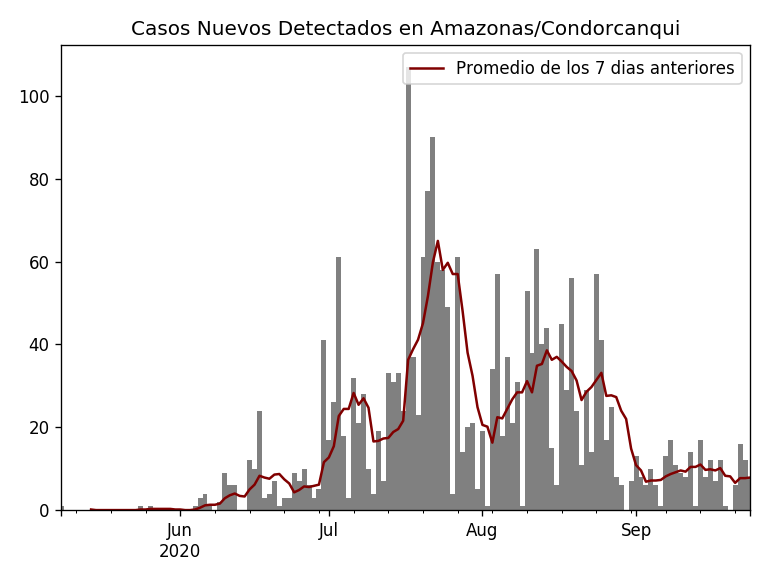 Casos Nuevos Detectados en Amazonas/Condorcanqui
Promedio de los 7 dias anteriores
100
80
60
40
20
0
Jun
2020
Jul
Aug
Sep